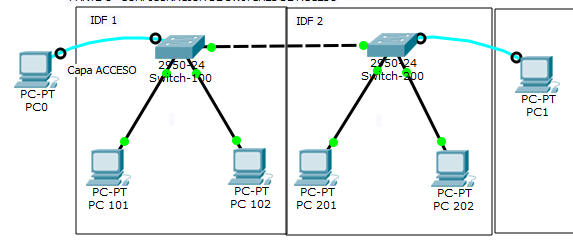 IDF 1
IDF 2
Capa ACCESO
2950-24
Switch-100
2950-24
Switch-200
PC-PT
PC0
PC-PT
PC1
PC-PT
PC 101
PC-PT
PC 102
PC-PT
PC 201
PC-PT
PC 202